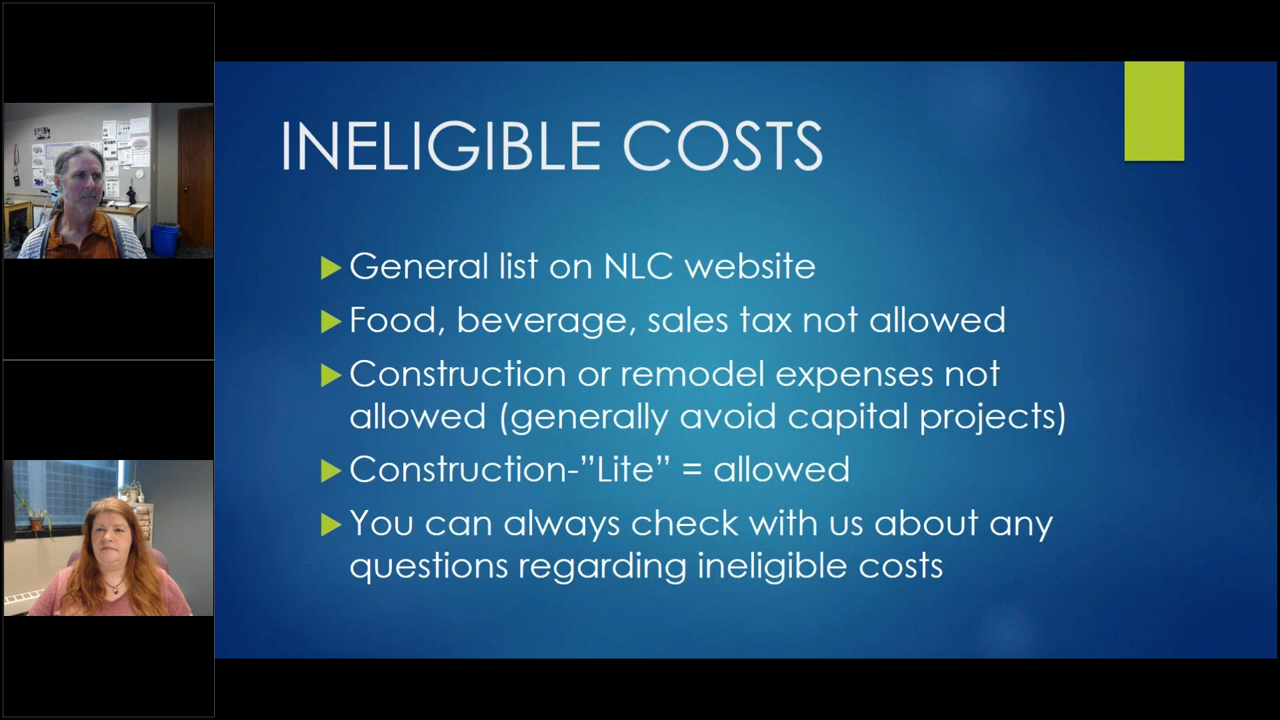 INELIGIBLE COSTS
General list on NLC website
Food, beverage, sales tax not allowed
Construction or remodel expenses not
allowed (generally avoid capital projects)
Construction-”Lite” = allowed
You can always check with us about any
questions regarding ineligible costs